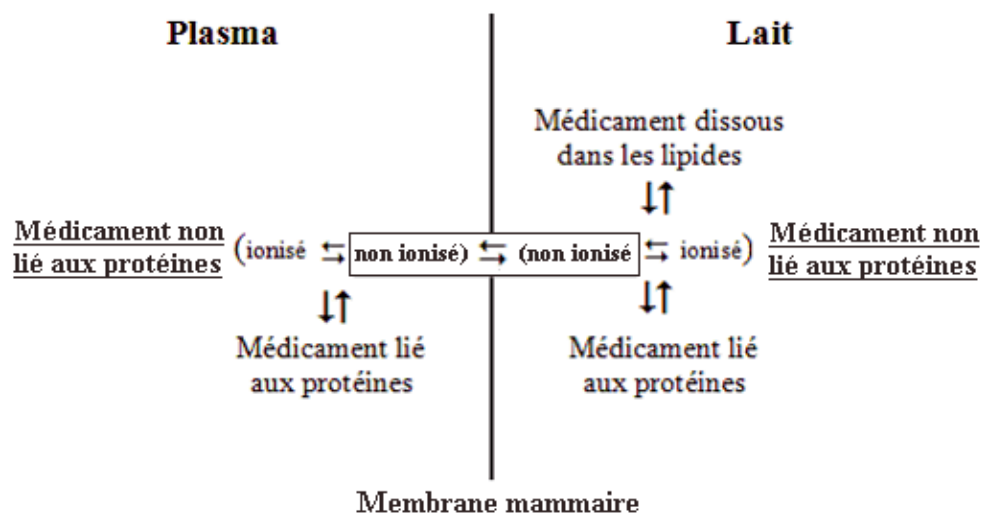 Plasma
Lait
Médicament dissous
dans les lipides
Médicament non
lié aux protéines
(ionisé ⇆ non ionisé) ⇆ (non ionisé ⇆ ionisé)
Médicament non
lié aux protéines
Médicament lié
aux protéines
Médicament lié
aux protéines
Membrane mammaire